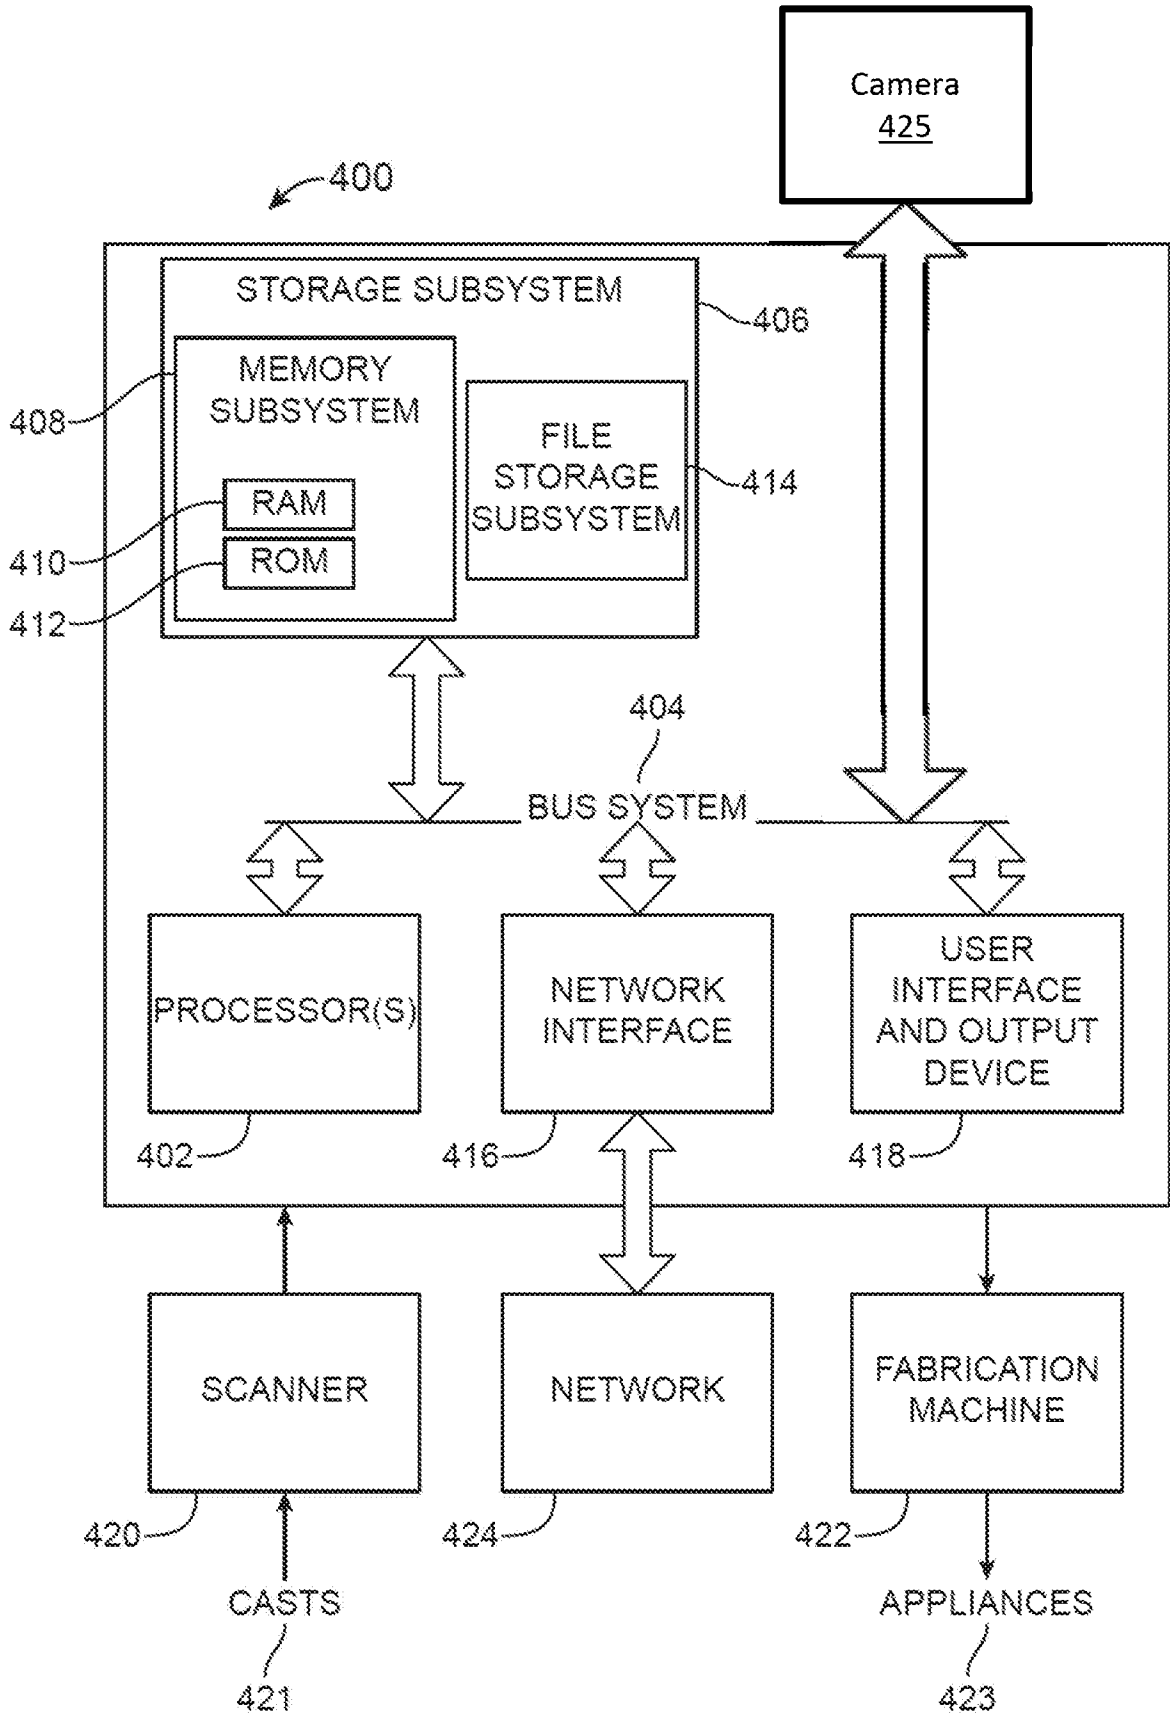 Camera
425
400
STORAGE SUBSYSTEM
406
MEMORY
SUBSYSTEM
408
FILE
STORAGE
SUBSYSTEM
414
RAM
410
ROM
412
404
BUS SYSTEM
PROCESSOR(S)
NETWORK
INTERFACE
USER
INTERFACE
AND OUTPUT
DEVICE
402
416
418
SCANNER
NETWORK
FABRICATION
MACHINE
420
424
422
CASTS
APPLIANCES
421
423